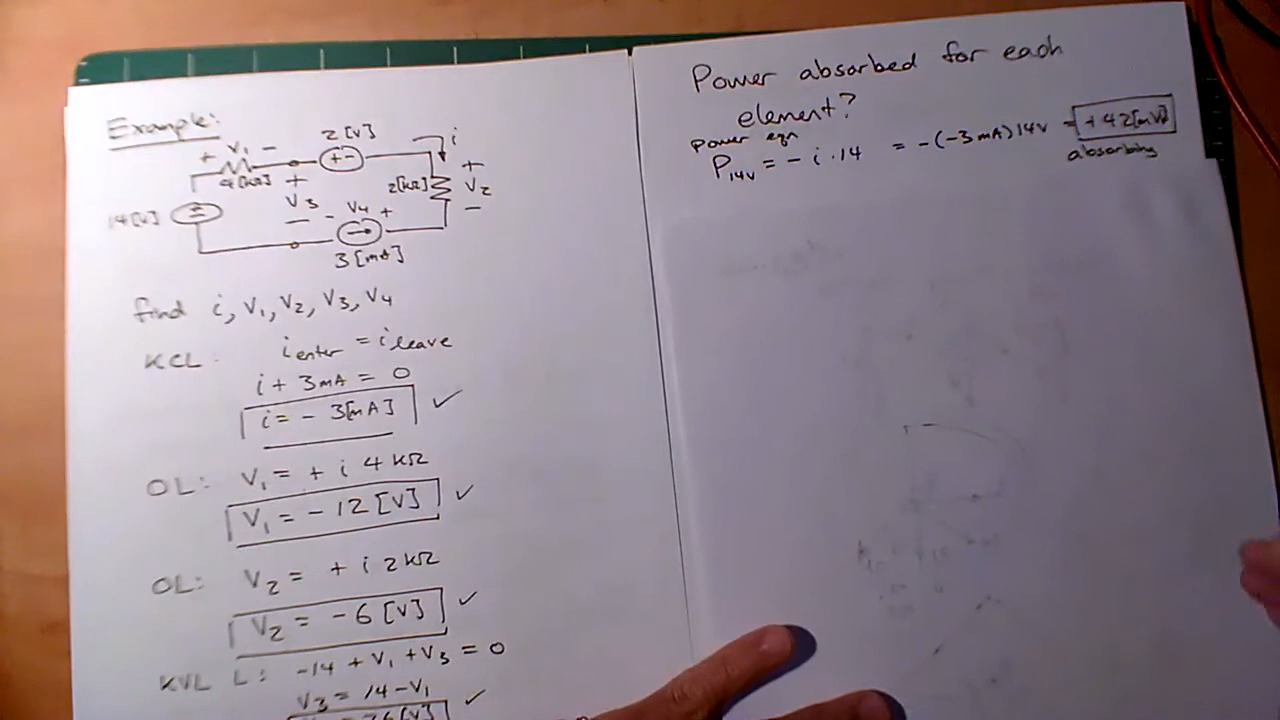 Example:
2[V]
i
+ V₁ -
4[kΩ]
+ -
+
2[kΩ]
V₂
-
14[V]
+
V₃
-
- V₄ +
3[mA]
find i, V₁, V₂, V₃, V₄
KCL: i enter = i leave
i + 3mA = 0
i = - 3[mA] ✓
OL: V₁ = + i 4 kΩ
V₁ = - 12 [V] ✓
OL: V₂ = + i 2 kΩ
V₂ = - 6 [V] ✓
KVL L: -14 + V₁ + V₃ = 0
V₃ = 14 - V₁ ✓
Power absorbed for each
element?
power eqn
P₁₄ᵥ = - i · 14 = - (-3 mA) 14V = +42[mW]
absorbing